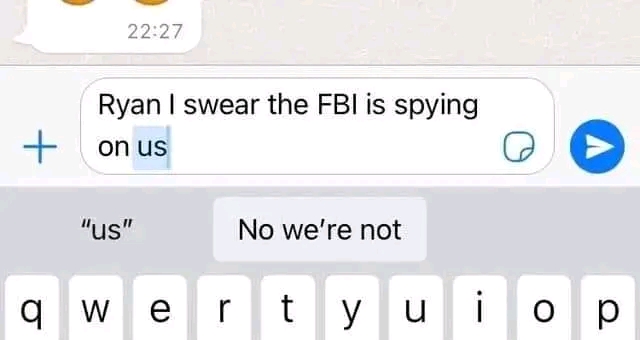 22:27
Ryan I swear the FBI is spying
on us
“us” No we’re not
q w e r t y u i o p